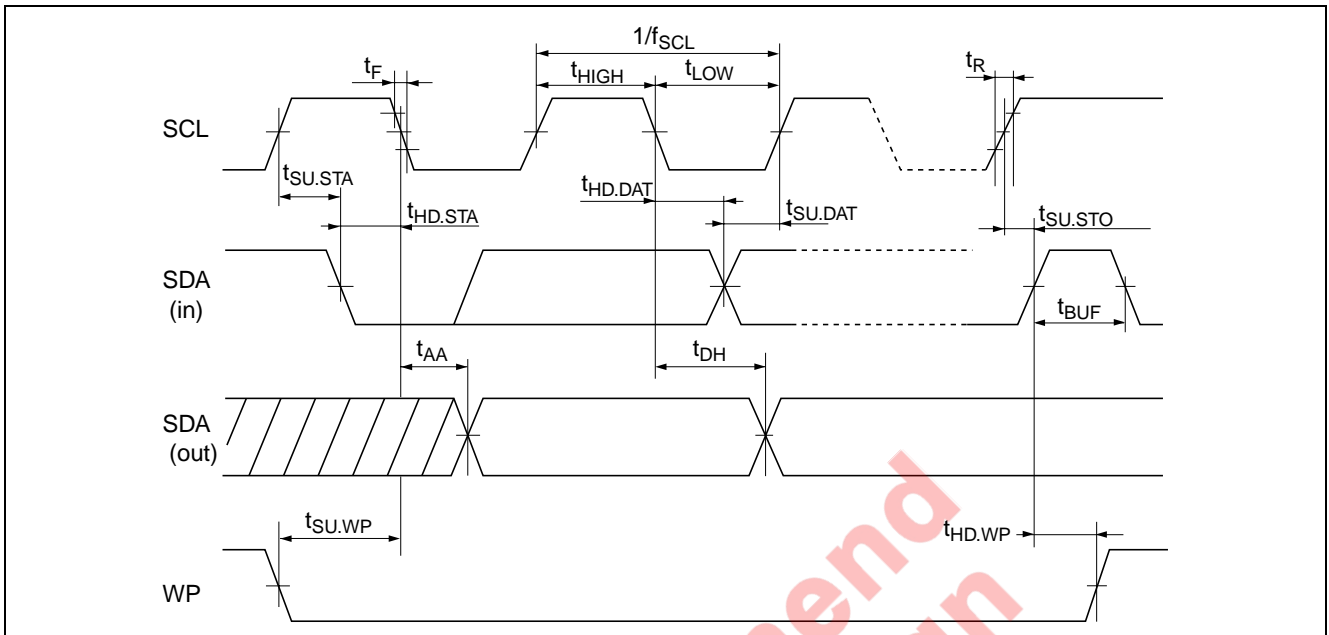 1/fSCL
tF
tHIGH
tLOW
tR
SCL
tSU.STA
tHD.STA
tHD.DAT
tSU.DAT
tSU.STO
SDA
(in)
tBUF
tAA
tDH
SDA
(out)
tSU.WP
tHD.WP
WP
end